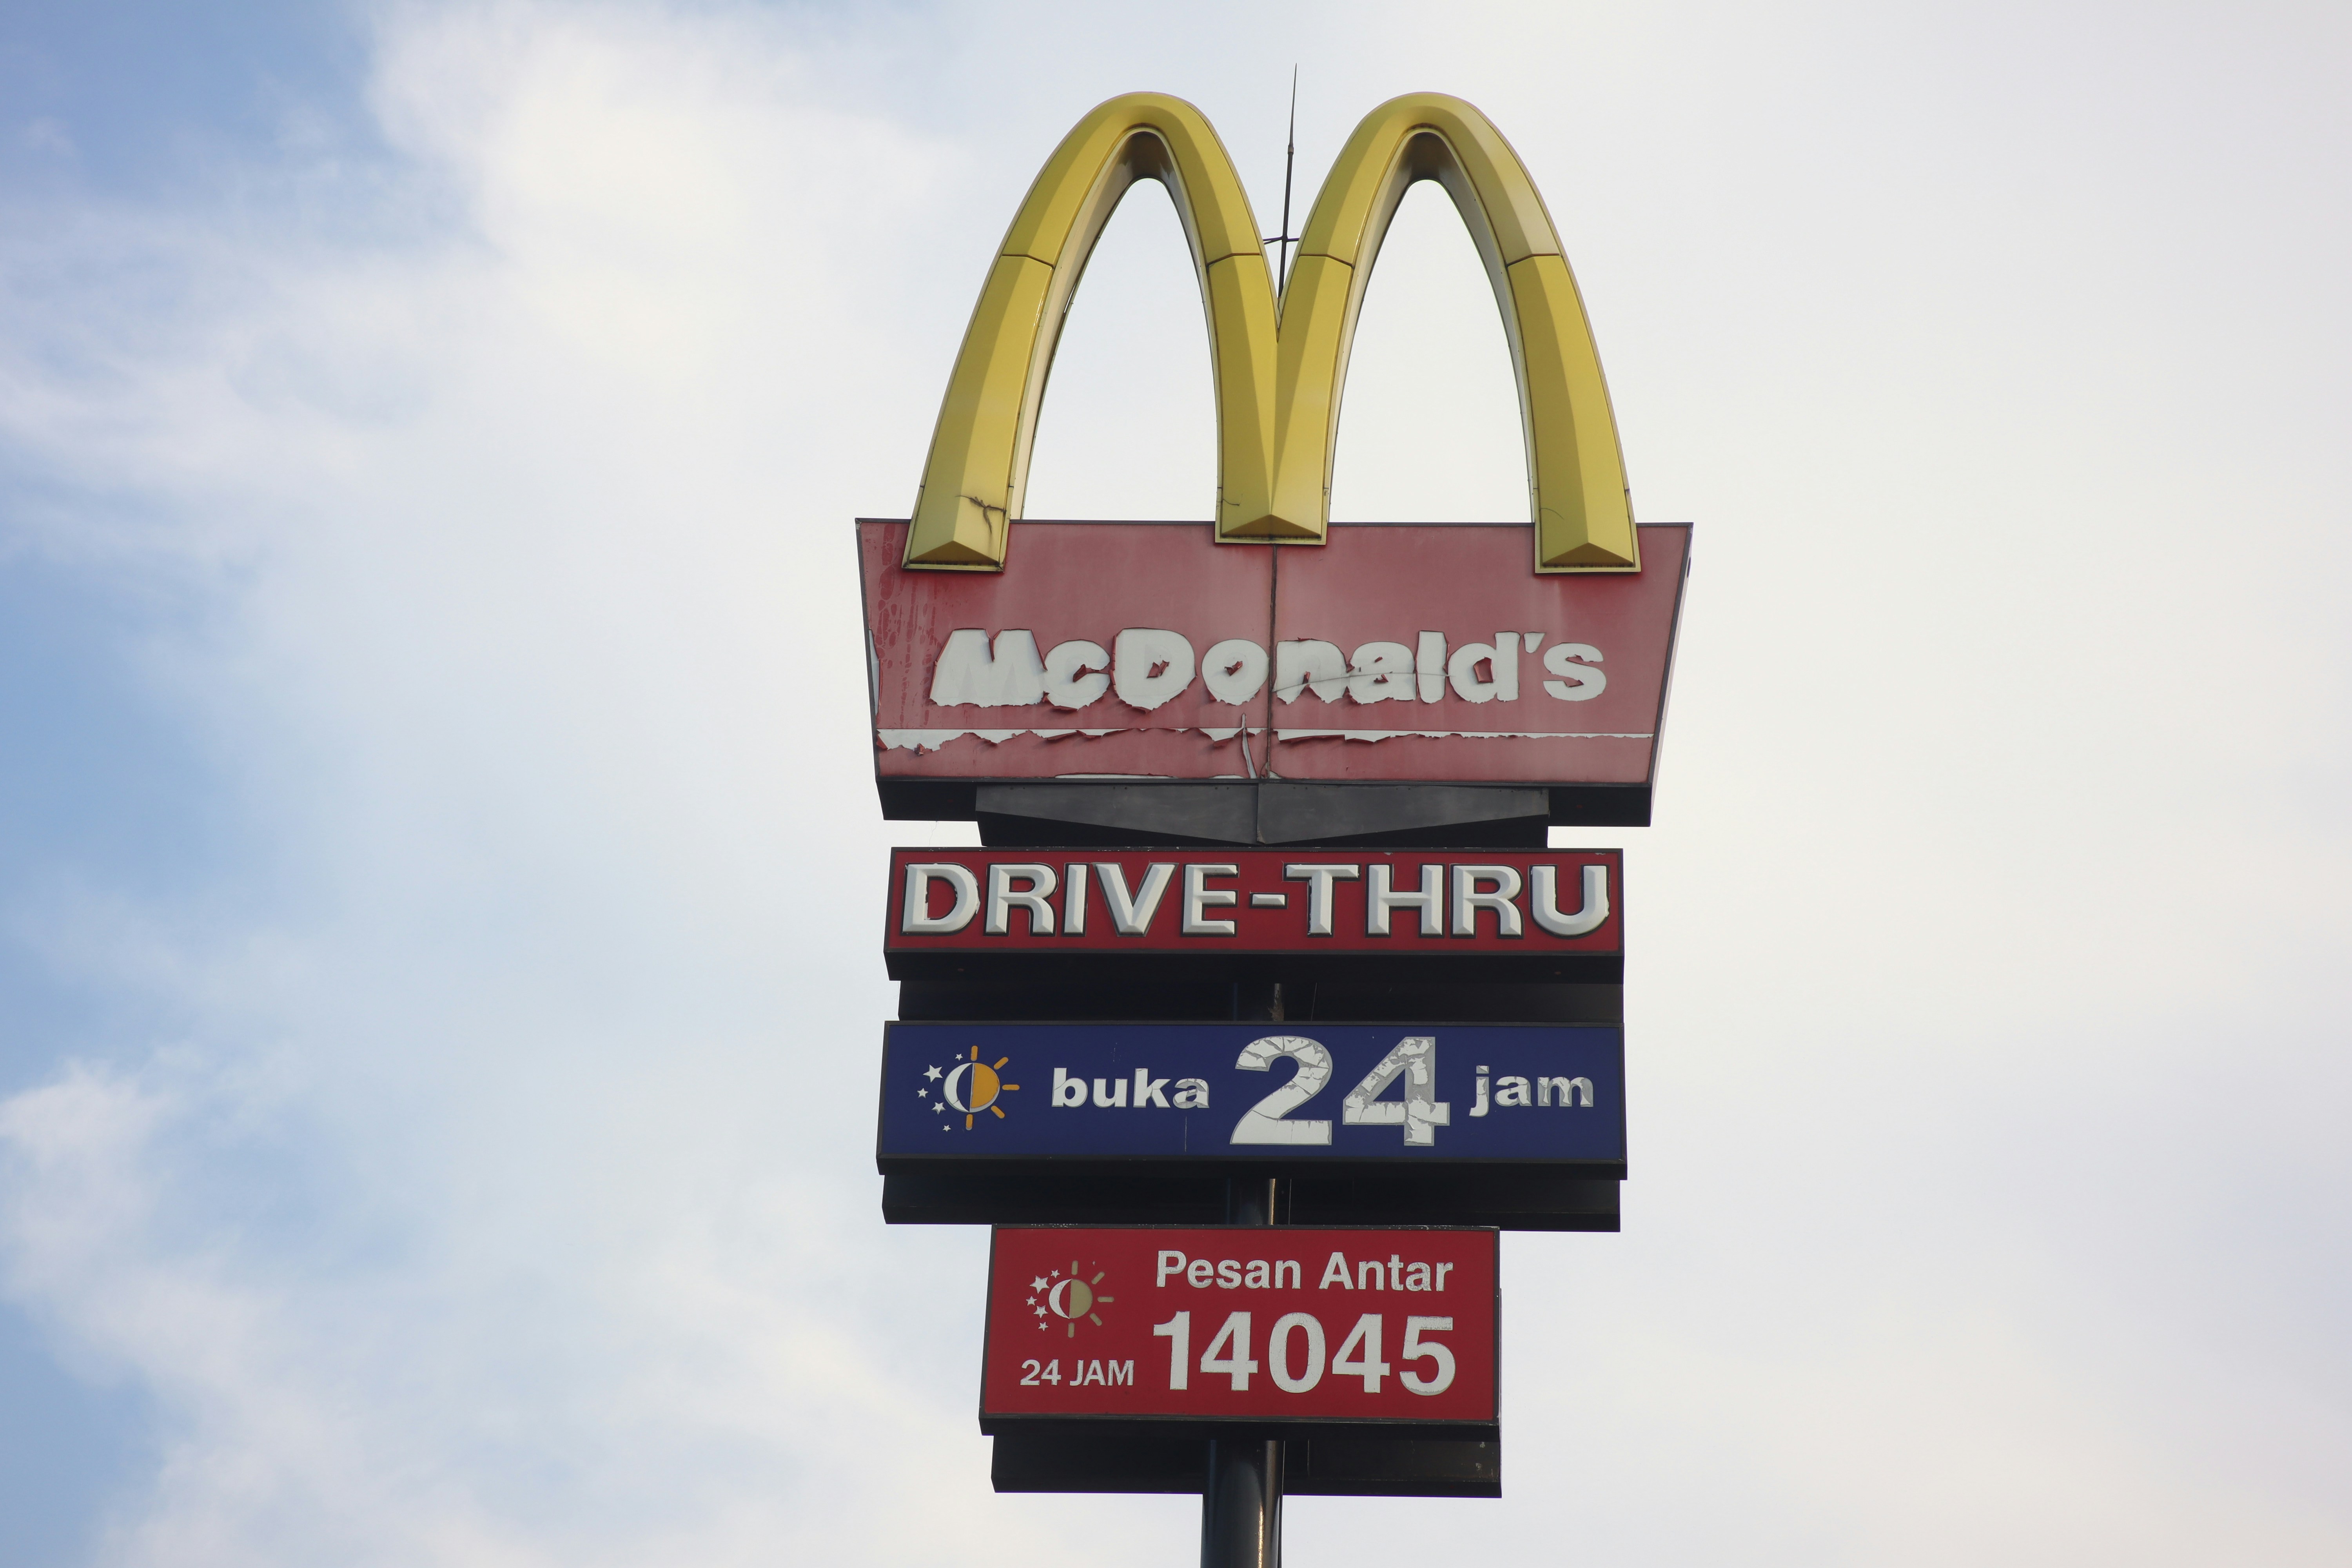 McDonald's
DRIVE-THRU
buka 24 jam
Pesan Antar
24 JAM 14045